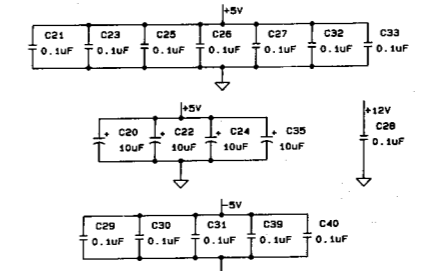 +5V
C21 C23 C25 C26 C27 C32 C33
0.1uF 0.1uF 0.1uF 0.1uF 0.1uF 0.1uF 0.1uF
+5V
+12V
+ C20 + C22 + C24 + C35
10uF 10uF 10uF 10uF
C28
0.1uF
-5V
C29 C30 C31 C39 C40
0.1uF 0.1uF 0.1uF 0.1uF 0.1uF